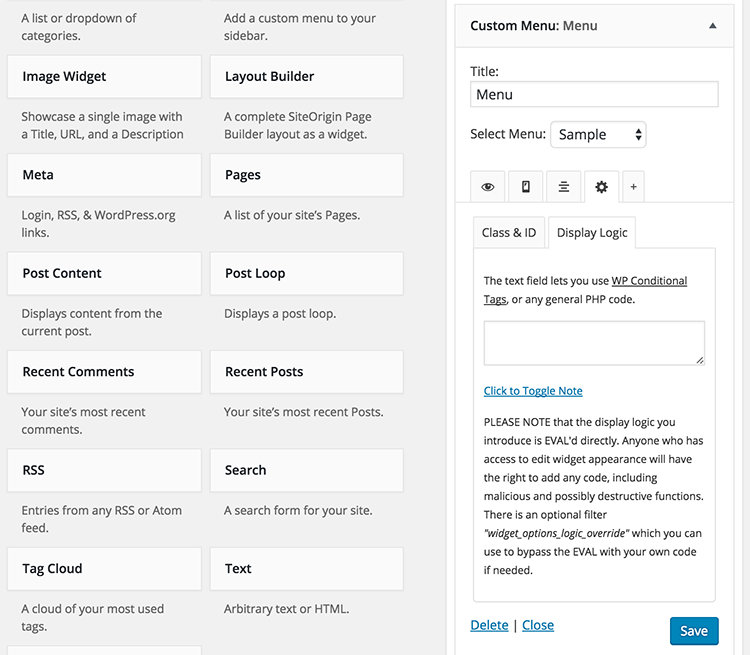 A list or dropdown of
categories.
Add a custom menu to your
sidebar.
Image Widget
Layout Builder
Showcase a single image with
a Title, URL, and a Description
A complete SiteOrigin Page
Builder layout as a widget.
Meta
Pages
Login, RSS, & WordPress.org
links.
A list of your site's Pages.
Post Content
Post Loop
Displays content from the
current post.
Displays a post loop.
Recent Comments
Recent Posts
Your site's most recent
comments.
Your site's most recent Posts.
RSS
Search
Entries from any RSS or Atom
feed.
A search form for your site.
Tag Cloud
Text
A cloud of your most used
tags.
Arbitrary text or HTML.
Custom Menu: Menu
Title:
Menu
Select Menu: Sample
+
Class & ID
Display Logic
The text field lets you use WP Conditional
Tags, or any general PHP code.
Click to Toggle Note
PLEASE NOTE that the display logic you
introduce is EVAL'd directly. Anyone who has
access to edit widget appearance will have
the right to add any code, including
malicious and possibly destructive functions.
There is an optional filter
"widget_options_logic_override" which you can
use to bypass the EVAL with your own code
if needed.
Delete | Close
Save